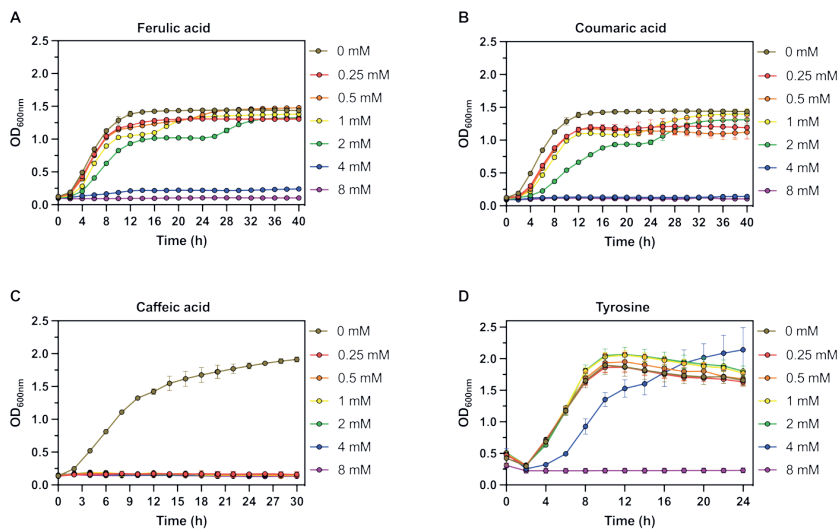 A
Ferulic acid
OD600nm
2.5
2.0
1.5
1.0
0.5
0.0
0 4 8 12 16 20 24 28 32 36 40
Time (h)
0 mM
0.25 mM
0.5 mM
1 mM
2 mM
4 mM
8 mM
B
Coumaric acid
OD600nm
2.5
2.0
1.5
1.0
0.5
0.0
0 4 8 12 16 20 24 28 32 36 40
Time (h)
0 mM
0.25 mM
0.5 mM
1 mM
2 mM
4 mM
8 mM
C
Caffeic acid
OD600nm
2.5
2.0
1.5
1.0
0.5
0.0
0 3 6 9 12 15 18 21 24 27 30
Time (h)
0 mM
0.25 mM
0.5 mM
1 mM
2 mM
4 mM
8 mM
D
Tyrosine
OD600nm
2.5
2.0
1.5
1.0
0.5
0.0
0 4 8 12 16 20 24
Time (h)
0 mM
0.25 mM
0.5 mM
1 mM
2 mM
4 mM
8 mM